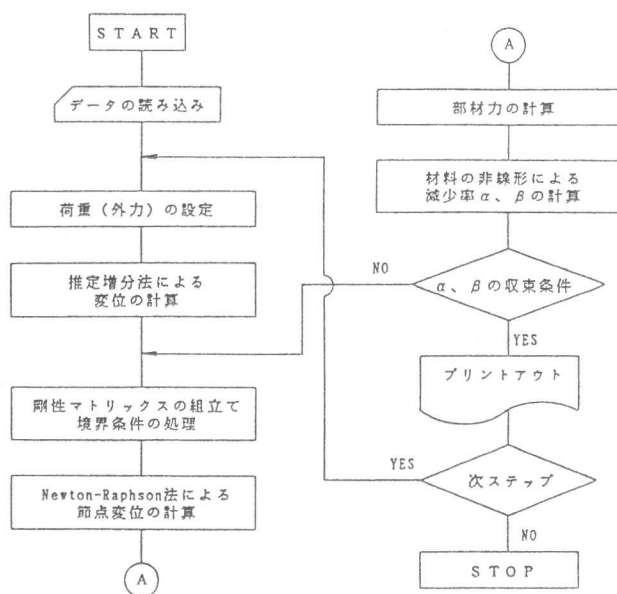 START
データの読み込み
荷重(外力)の設定
推定増分法による
変位の計算
剛性マトリックスの組立て
境界条件の処理
Newton-Raphson法による
節点変位の計算
A
A
部材力の計算
材料の非線形による
減少率α、βの計算
NO
α、βの収束条件
YES
プリントアウト
YES
次ステップ
NO
STOP